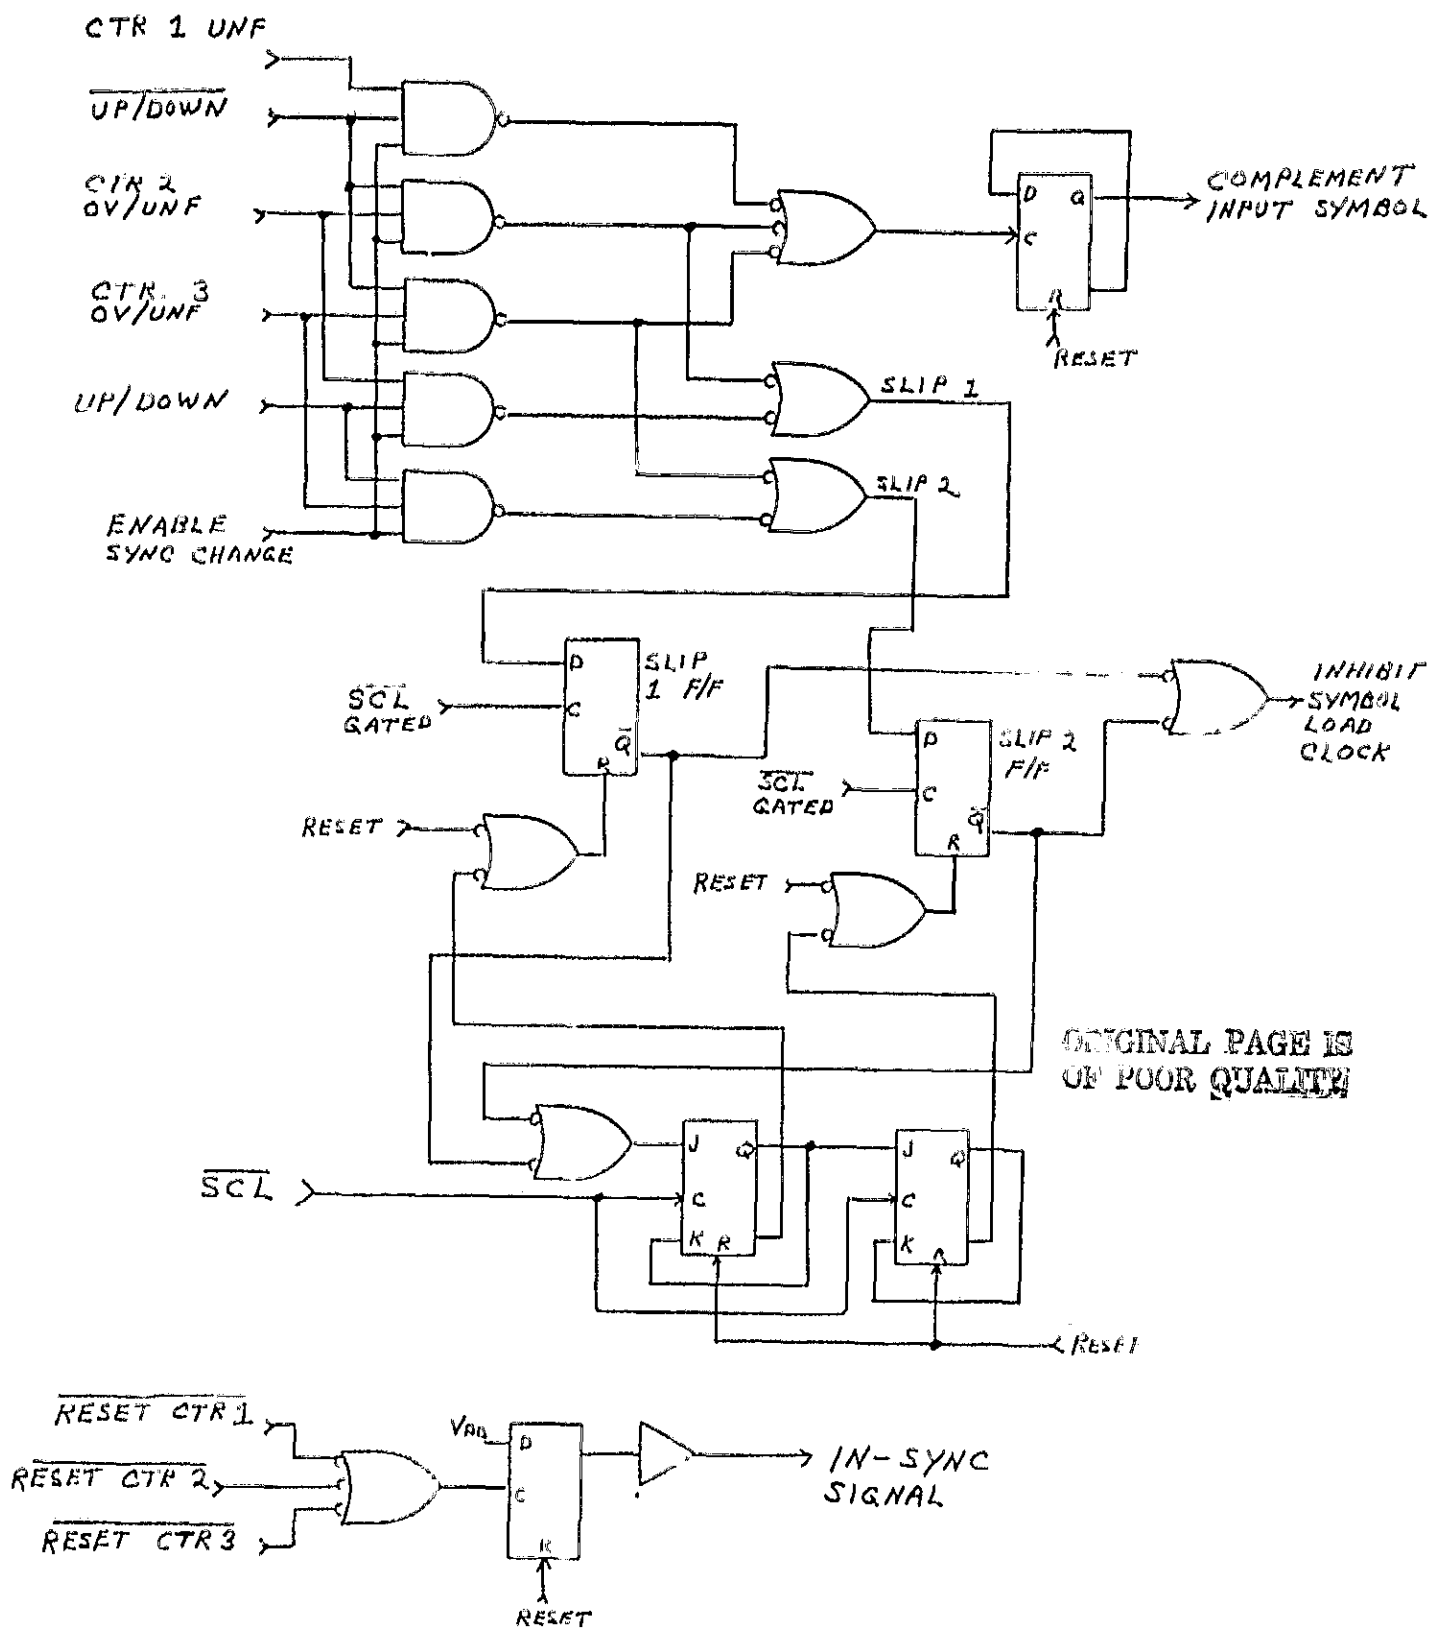 CTR 1 UNF
UP/DOWN
CTR 2
OV/UNF
CTR. 3
OV/UNF
UP/DOWN
ENABLE
SYNC CHANGE
D
Q
C
R
RESET
COMPLEMENT
INPUT SYMBOL
SLIP 1
SLIP 2
D
C
Q
R
SLIP
1 F/F
SCL
GATED
D
C
Q
R
SLIP 2
F/F
SCL
GATED
INHIBIT
SYMBOL
LOAD
CLOCK
RESET
RESET
ORIGINAL PAGE IS
OF POOR QUALITY
J
Q
C
K
R
J
Q
C
K
SCL
RESET
RESET CTR 1
RESET CTR 2
RESET CTR 3
VDD
D
C
R
RESET
IN-SYNC
SIGNAL